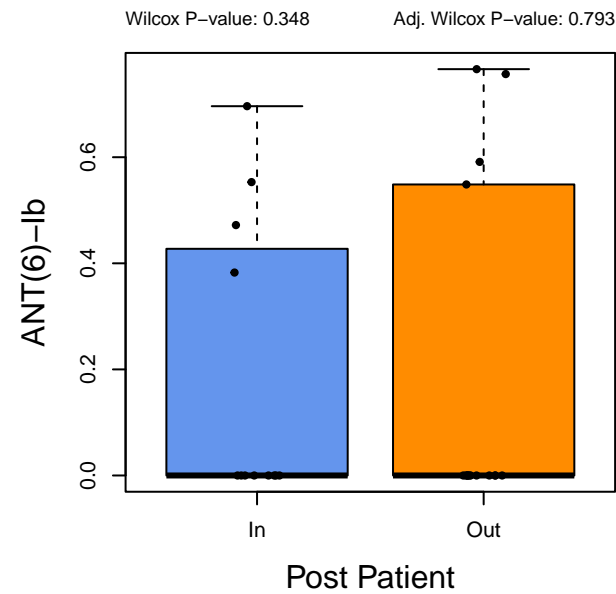 Wilcox P−value: 0.348
Adj. Wilcox P−value: 0.793
ANT(6)−Ib
0.6
0.4
0.2
0.0
In
Out
Post Patient